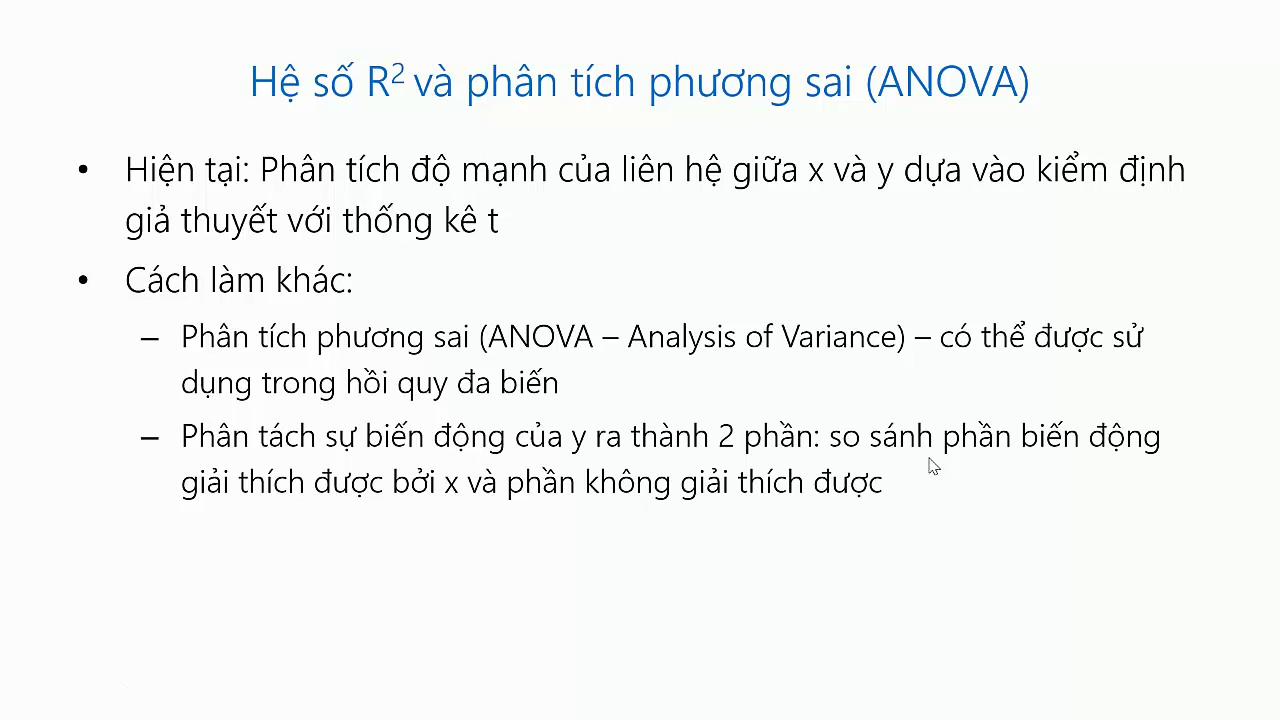 Hệ số R² và phân tích phương sai (ANOVA)
• Hiện tại: Phân tích độ mạnh của liên hệ giữa x và y dựa vào kiểm định
giả thuyết với thống kê t
• Cách làm khác:
– Phân tích phương sai (ANOVA – Analysis of Variance) – có thể được sử
dụng trong hồi quy đa biến
– Phân tách sự biến động của y ra thành 2 phần: so sánh phần biến động
giải thích được bởi x và phần không giải thích được